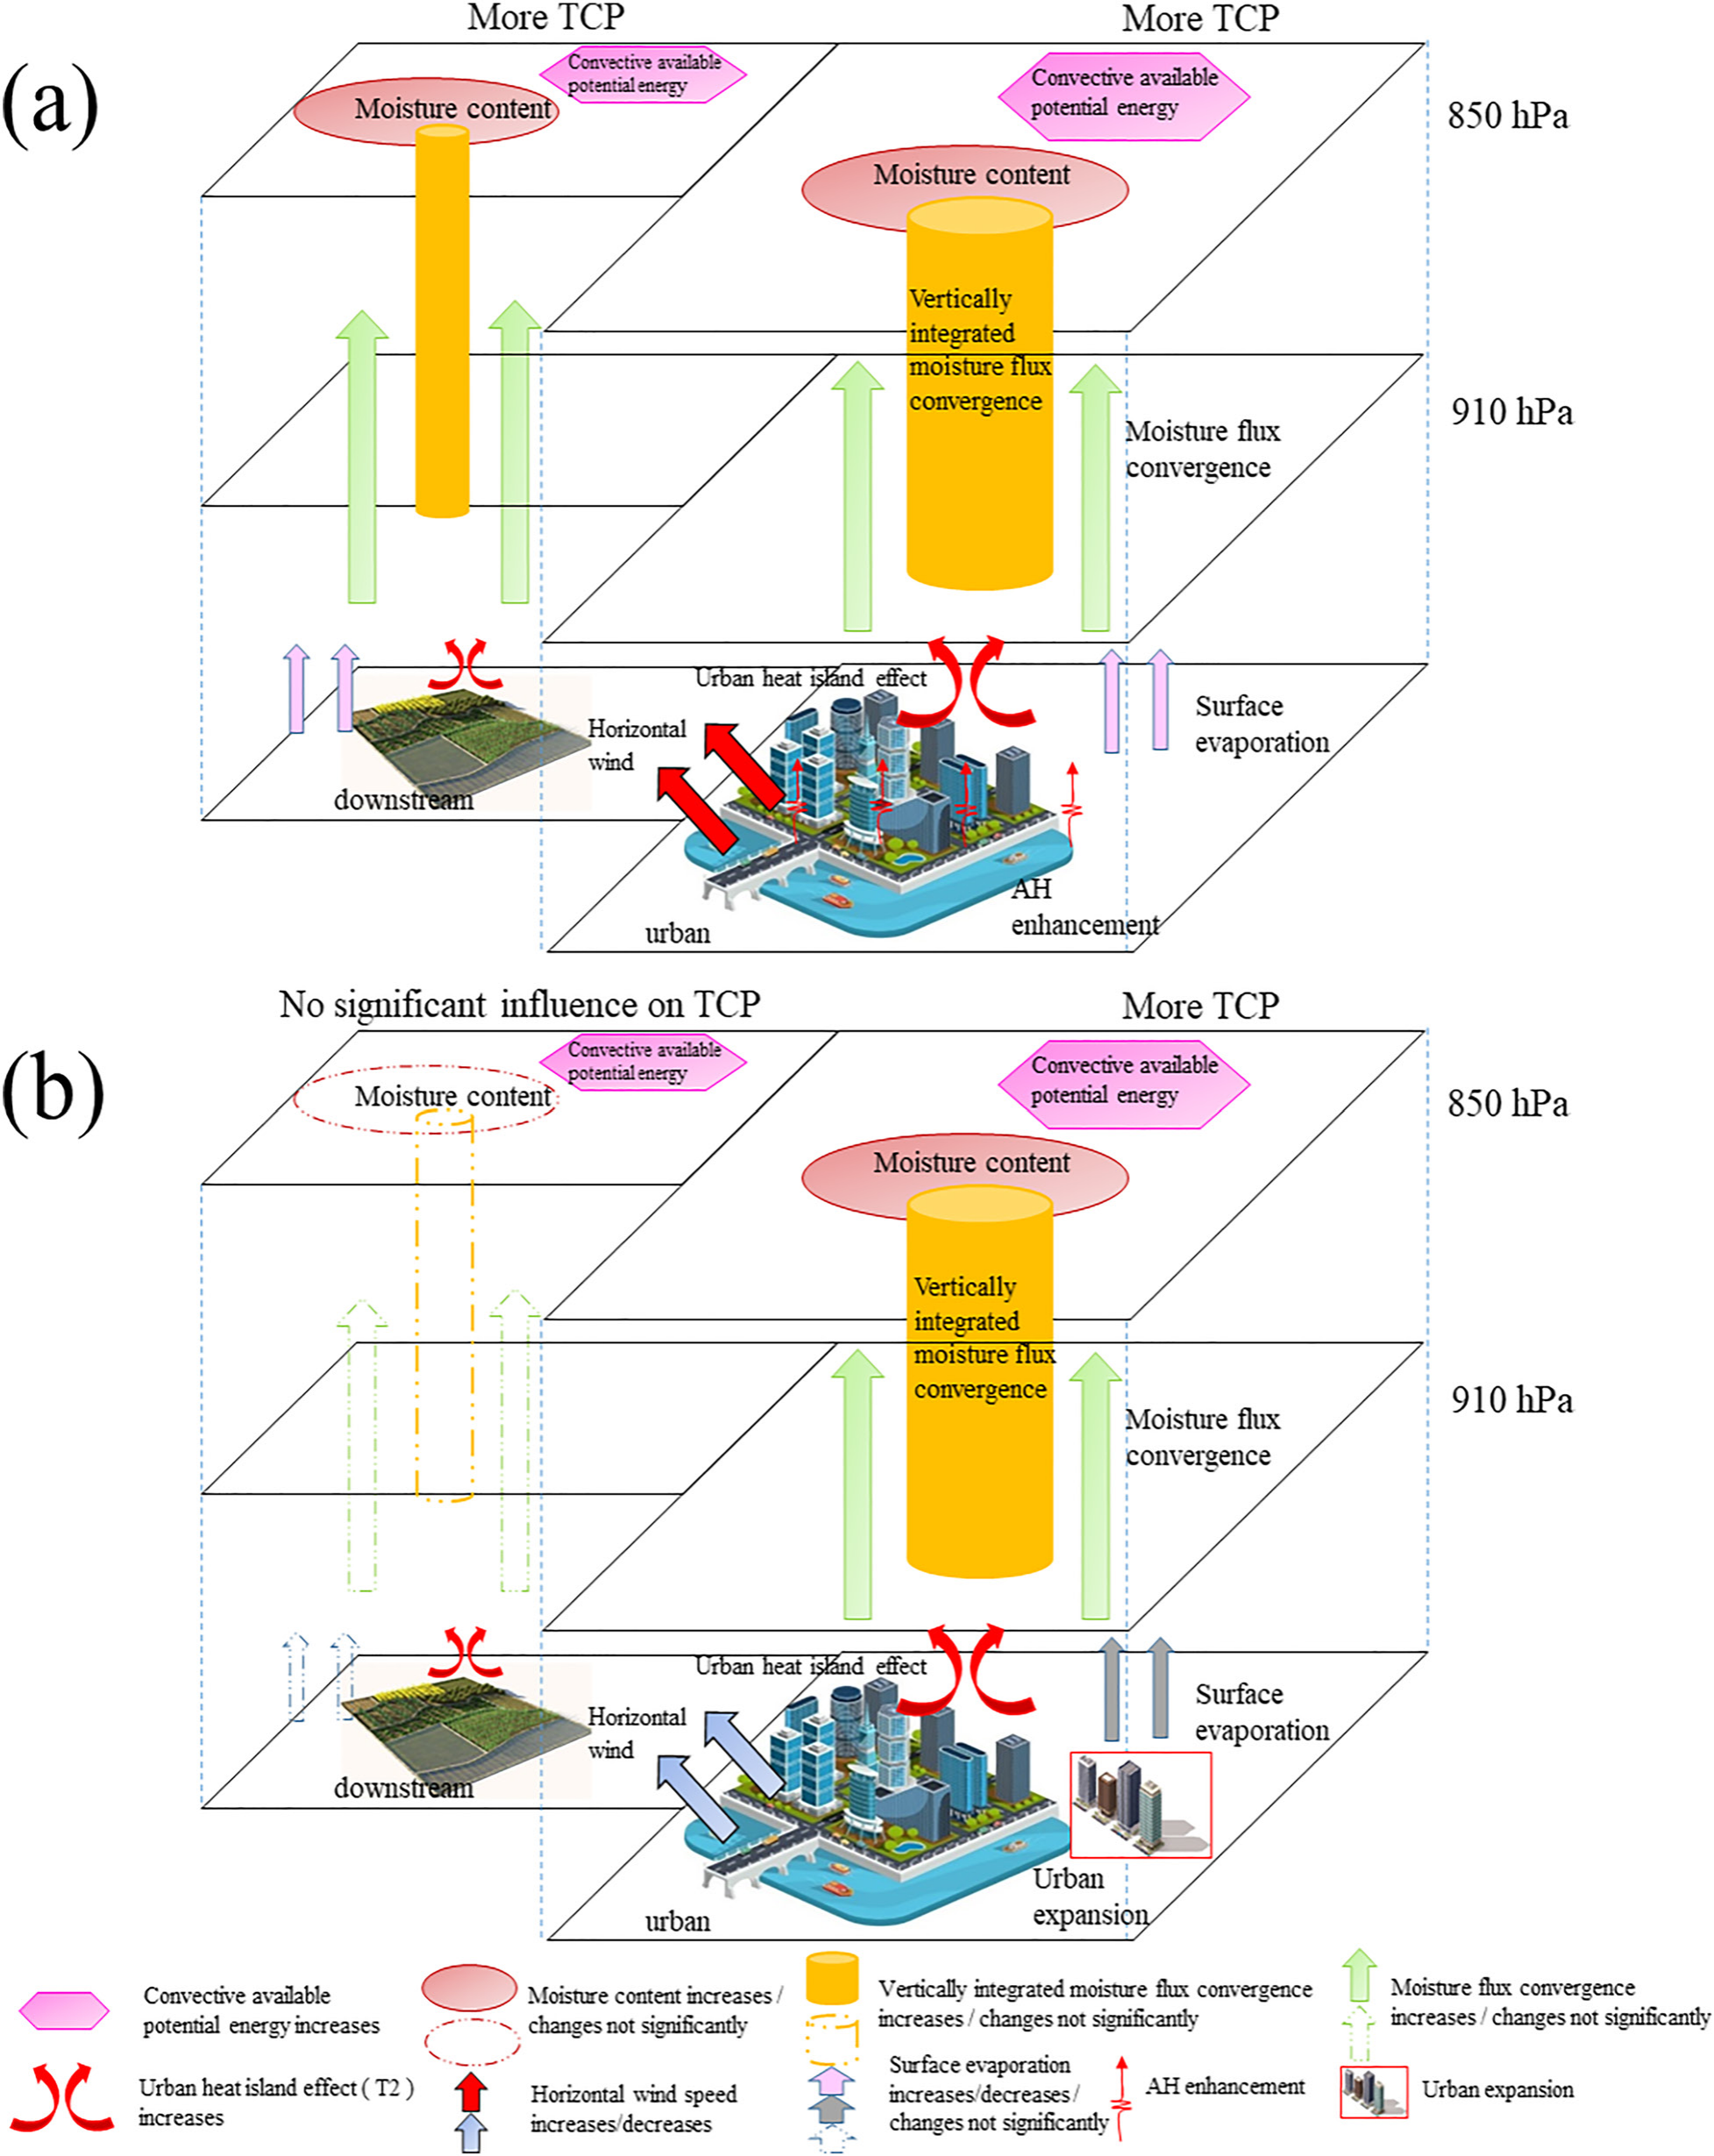 More TCP
More TCP
(a)
Convective available
potential energy
Convective available
potential energy
Moisture content
850 hPa
Moisture content
Vertically
integrated
moisture flux
convergence
910 hPa
Moisture flux
convergence
Urban heat island effect
Horizontal
wind
Surface
evaporation
downstream
AH
enhancement
urban
No significant influence on TCP
More TCP
(b)
Convective available
potential energy
Convective available
potential energy
Moisture content
850 hPa
Moisture content
Vertically
integrated
moisture flux
convergence
910 hPa
Moisture flux
convergence
Urban heat island effect
Horizontal
wind
Surface
evaporation
downstream
Urban
expansion
urban
Convective available
potential energy increases
Moisture content increases /
changes not significantly
Vertically integrated moisture flux convergence
increases / changes not significantly
Moisture flux convergence
increases / changes not significantly
Urban heat island effect ( T2 )
increases
Horizontal wind speed
increases/decreases
Surface evaporation
increases/decreases /
changes not significantly
AH enhancement
Urban expansion